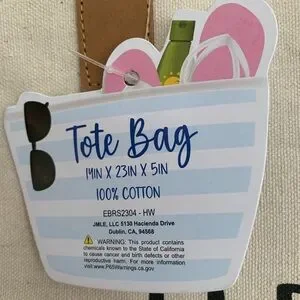 Tote Bag
14IN X 23IN X 5IN
100% COTTON
EBRS2304 - HW
JMLE, LLC 5130 Hacienda Drive
Dublin, CA, 94568
⚠ WARNING: This product contains
chemicals known to the State of California
to cause cancer and birth defects or other
reproductive harm. For more information
visit www.P65Warnings.ca.gov.